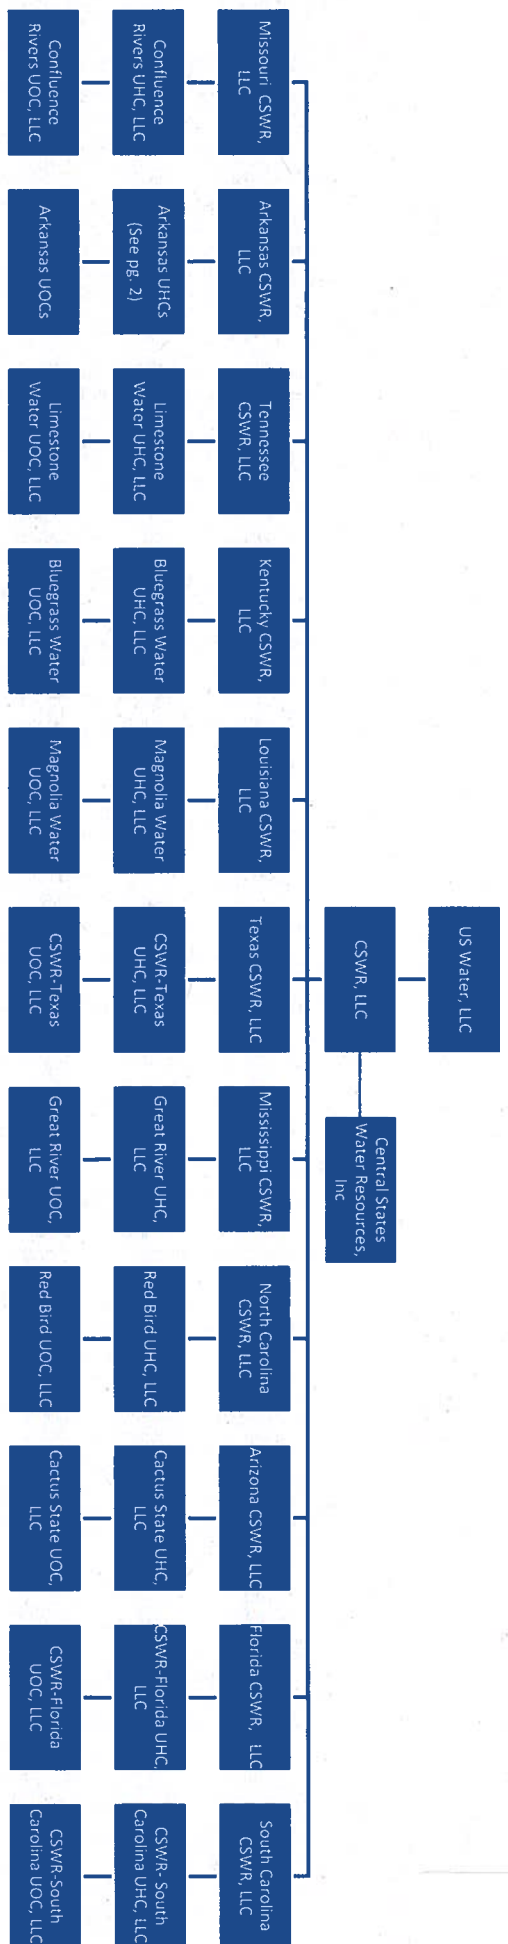 US Water, LLC
CSWR, LLC
Central States
Water Resources,
Inc
Missouri CSWR,
LLC
Arkansas CSWR,
LLC
Tennessee
CSWR, LLC
Kentucky CSWR,
LLC
Louisiana CSWR,
LLC
Texas CSWR, LLC
Mississippi CSWR,
LLC
North Carolina
CSWR, LLC
Arizona CSWR, LLC
Florida CSWR, LLC
South Carolina
CSWR, LLC
Confluence
Rivers UHC, LLC
Arkansas UHCs
(See pg. 2)
Limestone
Water UHC, LLC
Bluegrass Water
UHC, LLC
Magnolia Water
UHC, LLC
CSWR-Texas
UHC, LLC
Great River UHC,
LLC
Red Bird UHC, LLC
Cactus State UHC,
LLC
CSWR-Florida UHC,
LLC
CSWR- South
Carolina UHC, LLC
Confluence
Rivers UOC, LLC
Arkansas UOCs
Limestone
Water UOC, LLC
Bluegrass Water
UOC, LLC
Magnolia Water
UOC, LLC
CSWR-Texas
UOC, LLC
Great River UOC,
LLC
Red Bird UOC, LLC
Cactus State UOC,
LLC
CSWR-Florida
UOC, LLC
CSWR-South
Carolina UOC, LLC